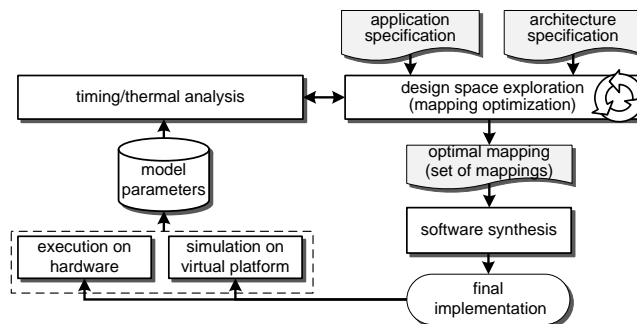 application
specification
architecture
specification
timing/thermal analysis
design space exploration
(mapping optimization)
model
parameters
optimal mapping
(set of mappings)
execution on
hardware
simulation on
virtual platform
software synthesis
final
implementation